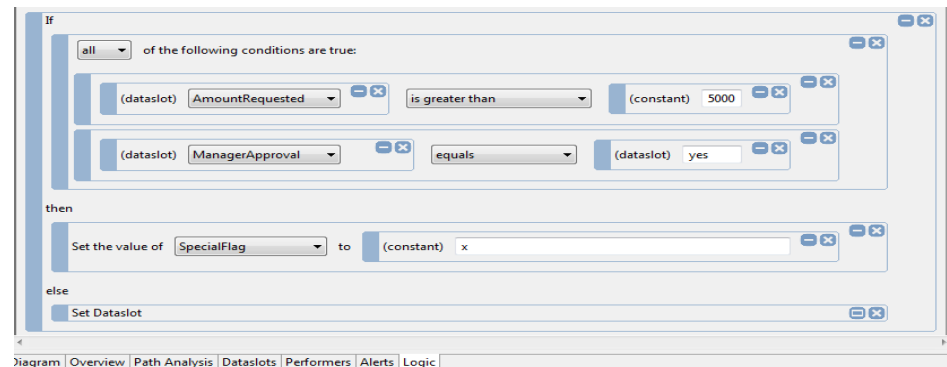 If
all of the following conditions are true:
(dataslot) AmountRequested is greater than (constant) 5000
(dataslot) ManagerApproval equals (dataslot) yes
then
Set the value of SpecialFlag to (constant) x
else
Set Dataslot
Diagram Overview Path Analysis Dataslots Performers Alerts Logic